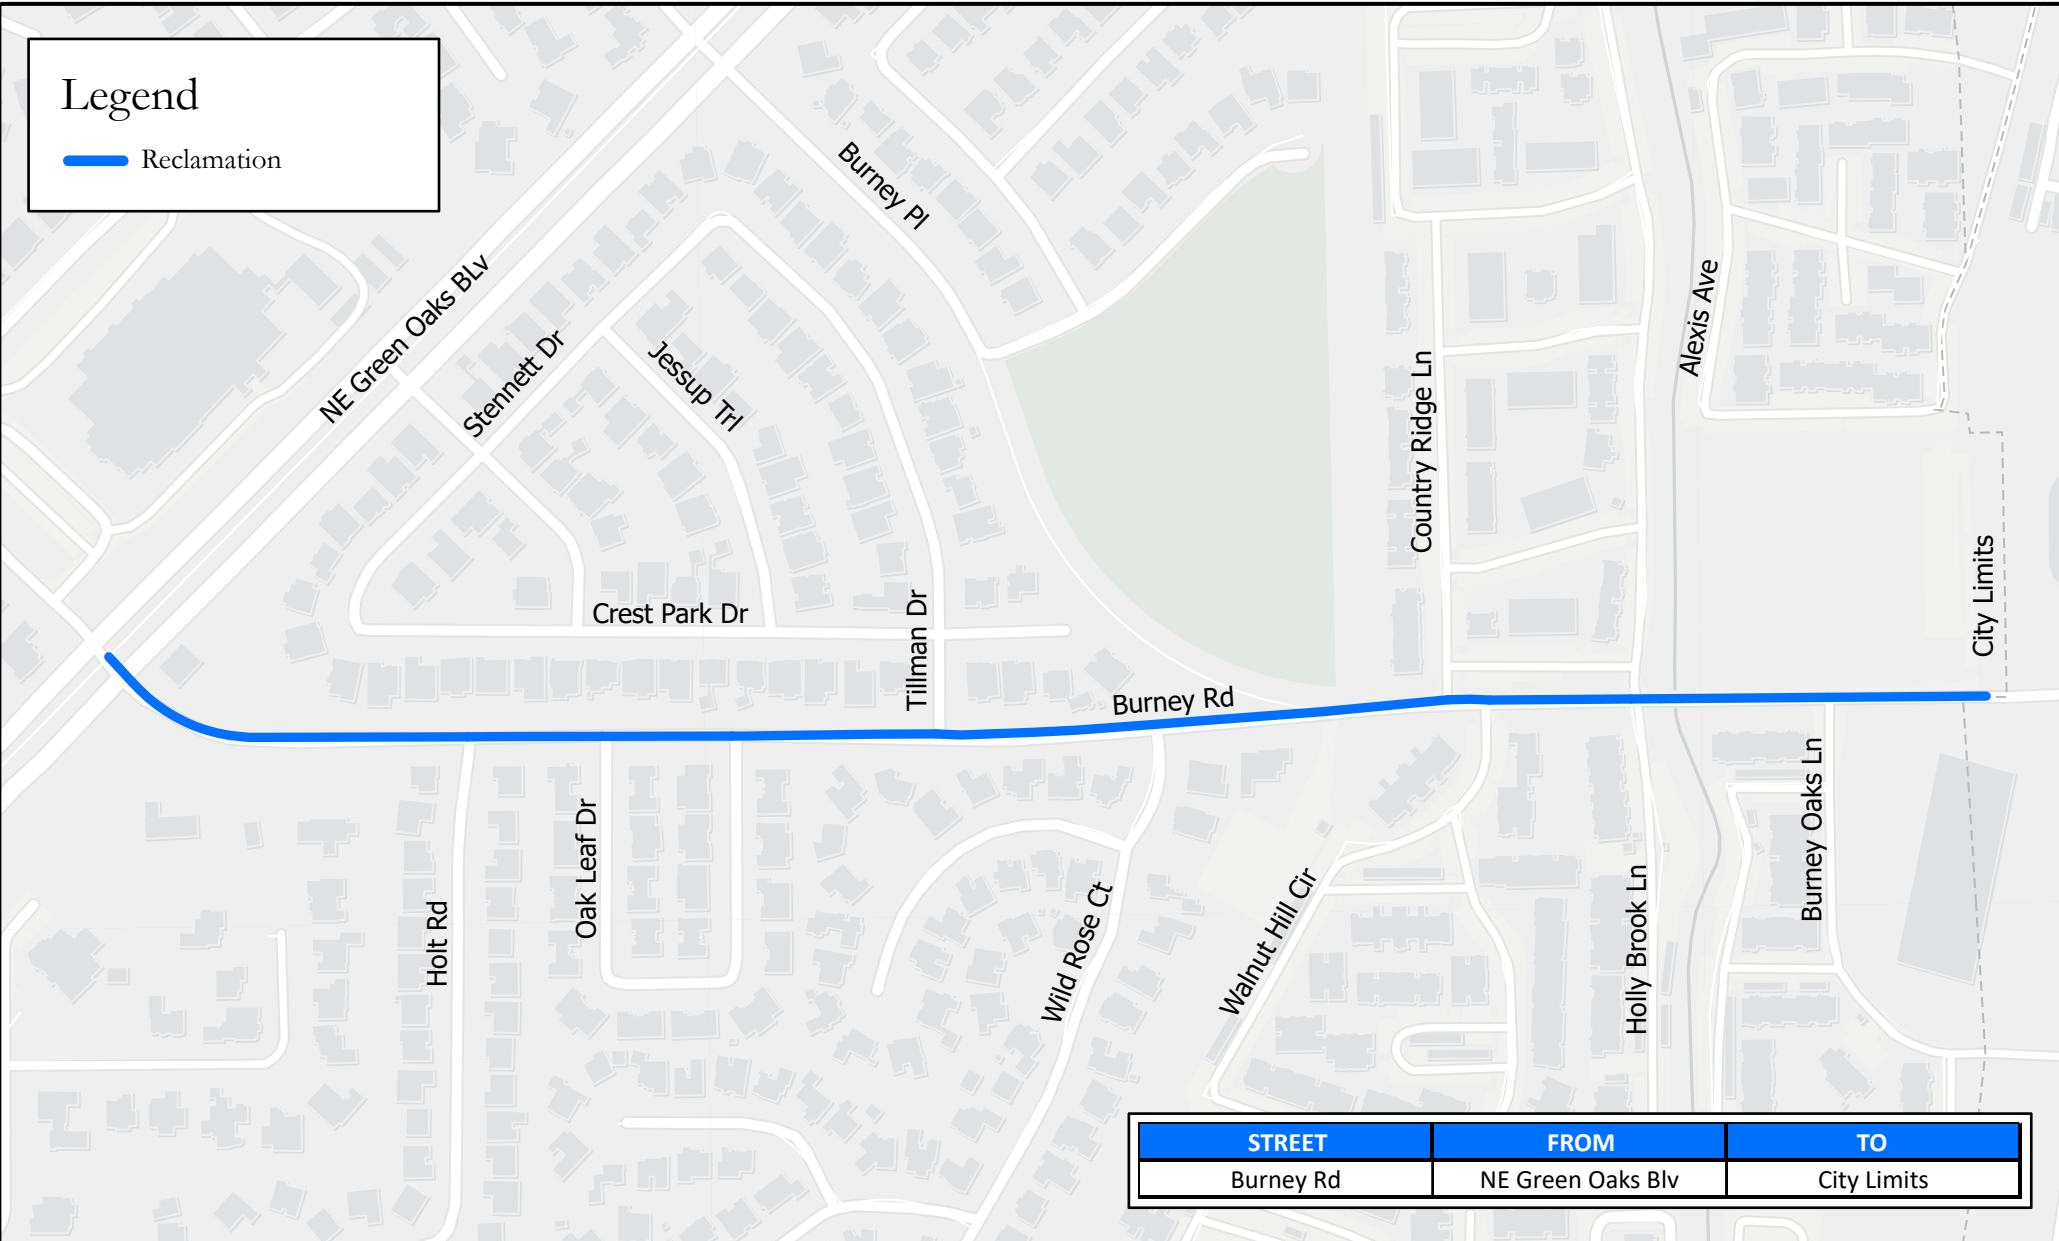 Legend
Reclamation
Burney Pl
NE Green Oaks BLv
Stennett Dr
Jessup Trl
Alexis Ave
Country Ridge Ln
City Limits
Crest Park Dr
Tillman Dr
Burney Rd
Oak Leaf Dr
Holt Rd
Wild Rose Ct
Walnut Hill Cir
Holly Brook Ln
Burney Oaks Ln
STREET FROM TO
Burney Rd NE Green Oaks Blv City Limits